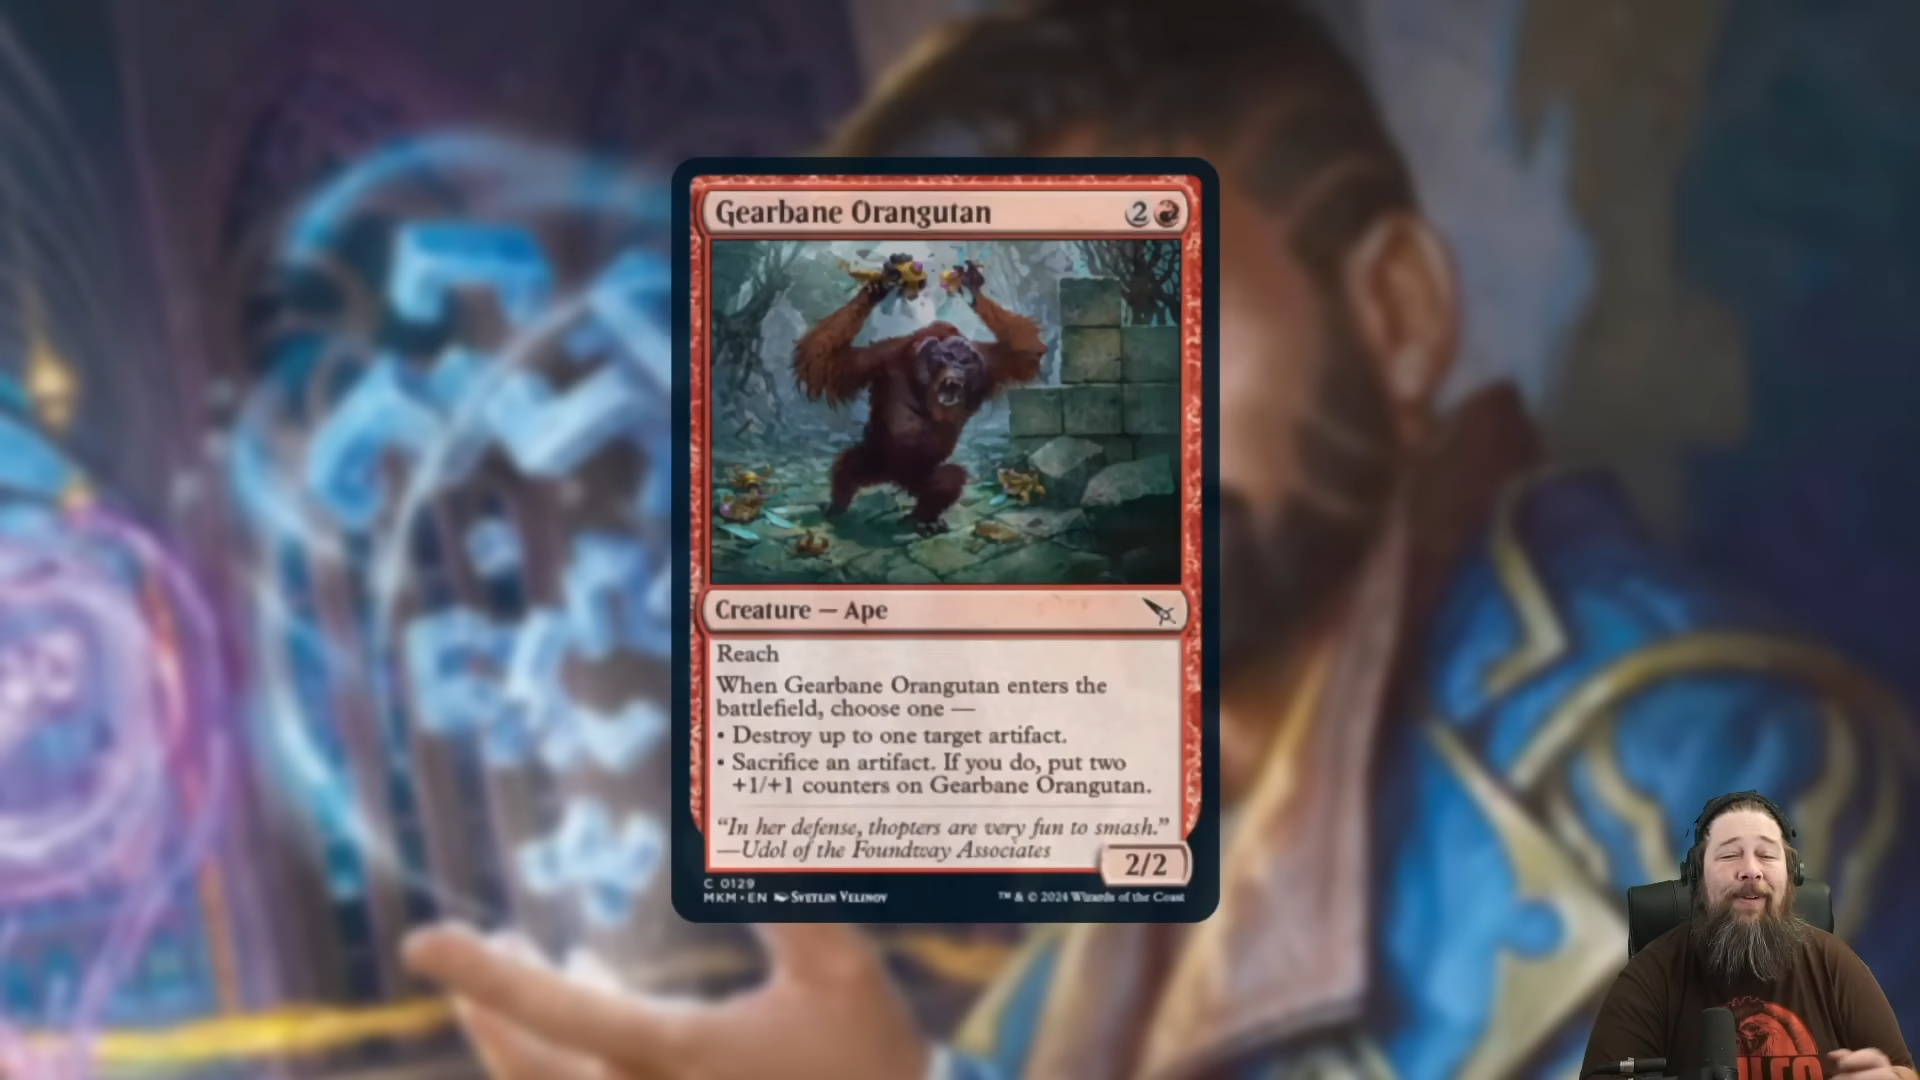 Gearbane Orangutan 2
Creature — Ape
Reach
When Gearbane Orangutan enters the
battlefield, choose one —
• Destroy up to one target artifact.
• Sacrifice an artifact. If you do, put two
+1/+1 counters on Gearbane Orangutan.
“In her defense, thopters are very fun to smash.”
—Udol of the Foundway Associates
2/2
C 0129
MKM • EN Svetlin Velinov
™ & © 2024 Wizards of the Coast